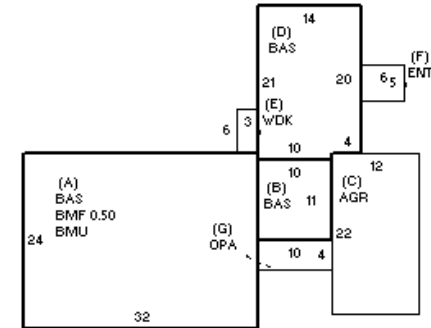 14
(D)
BAS
(F)
ENT
21
20
6
5
(E)
WDK
3
6
4
10
12
(A)
BAS
BMF 0.50
BMU
10
(B)
BAS
11
(C)
AGR
24
(G)
OPA
22
10
4
32